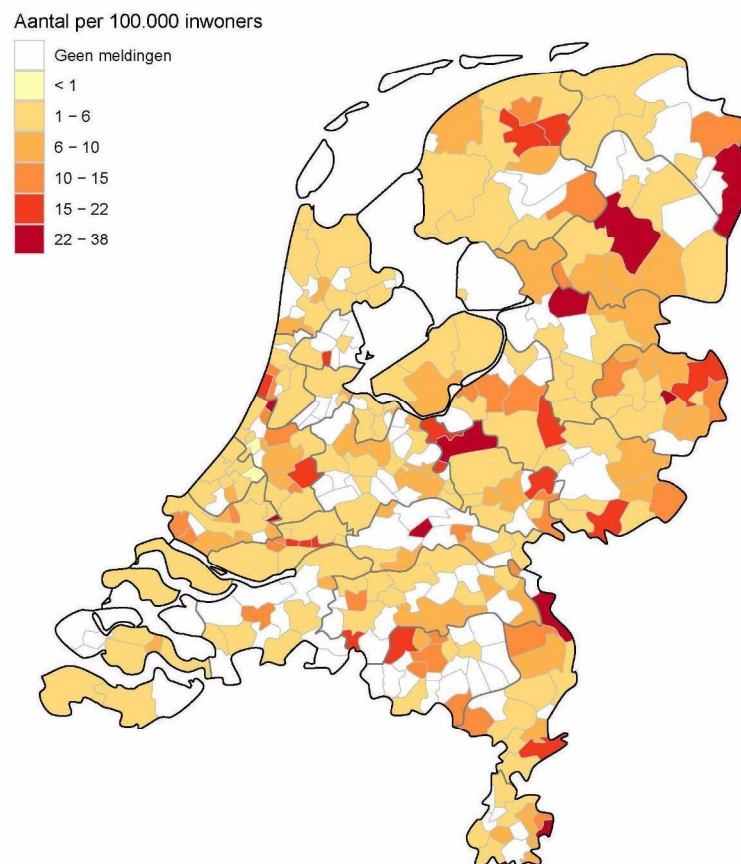 Aantal per 100.000 inwoners
Geen meldingen
< 1
1 – 6
6 – 10
10 – 15
15 – 22
22 – 38